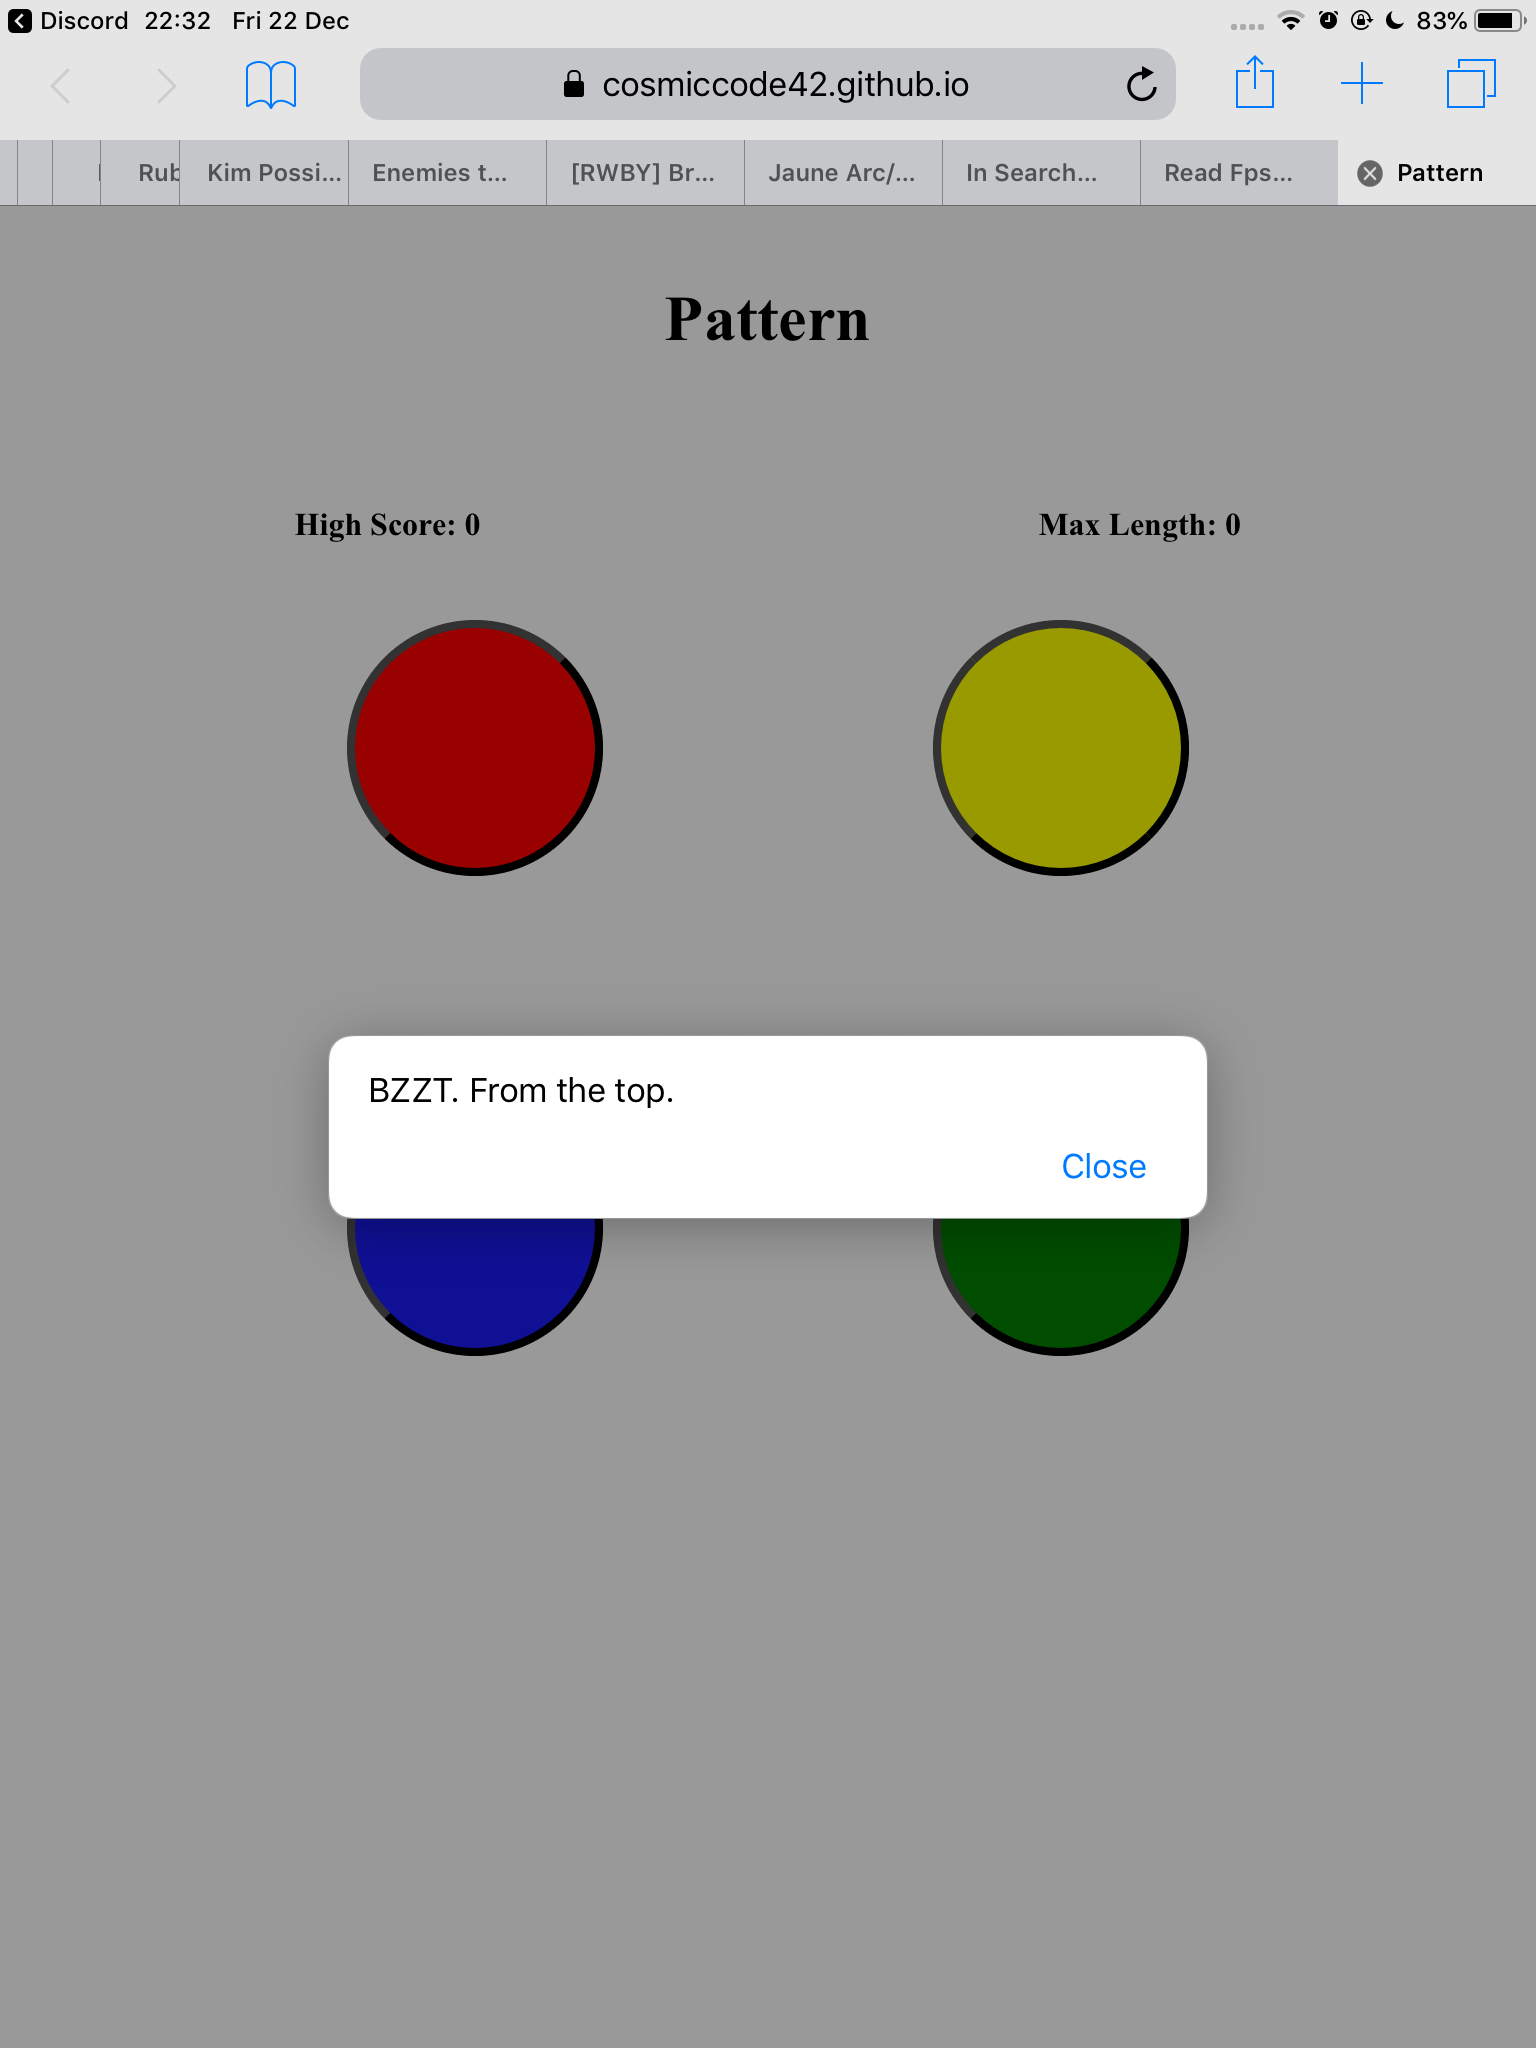 Discord 22:32 Fri 22 Dec 83%
cosmiccode42.github.io
Rub Kim Possi... Enemies t... [RWBY] Br... Jaune Arc/... In Search... Read Fps... Pattern
Pattern
High Score: 0 Max Length: 0
BZZT. From the top.
Close